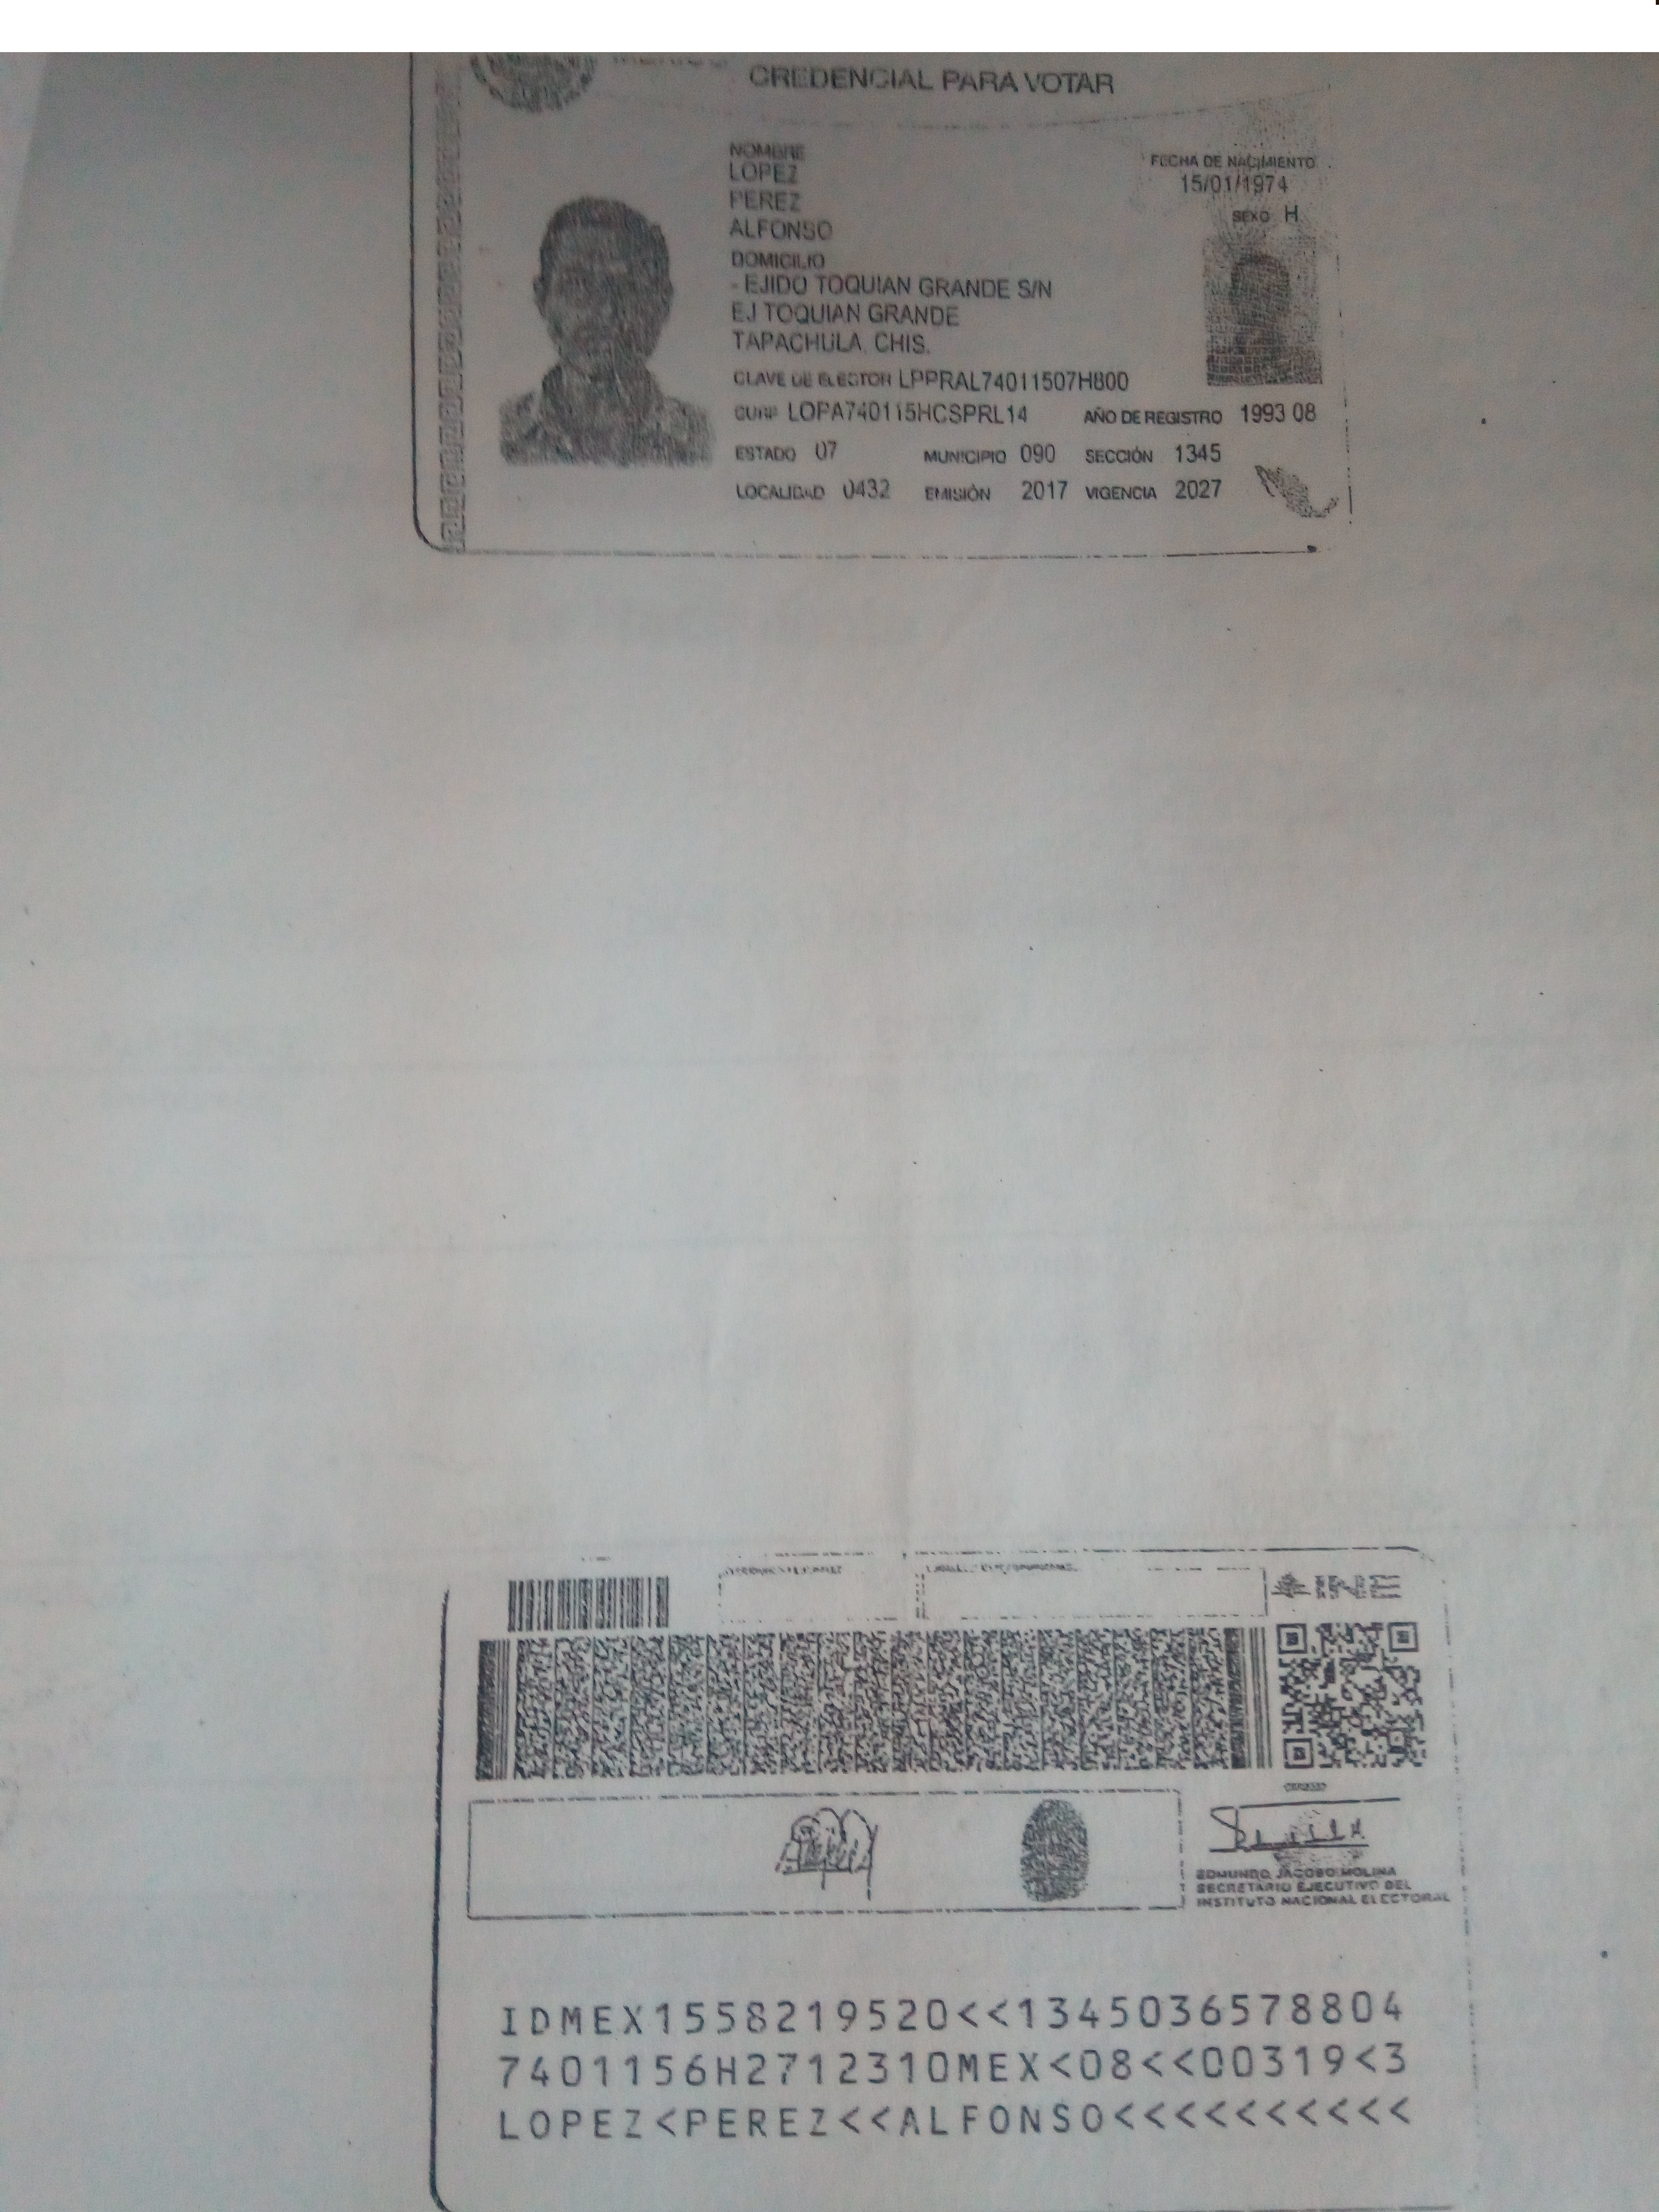 CREDENCIAL PARA VOTAR
NOMBRE
LOPEZ
PEREZ
ALFONSO
FECHA DE NACIMIENTO
15/01/1974
SEXO H
DOMICILIO
- EJIDO TOQUIAN GRANDE S/N
EJ TOQUIAN GRANDE
TAPACHULA, CHIS.
CLAVE DE ELECTOR LPPRAL74011507H800
CURP LOPA740115HCSPRL14 AÑO DE REGISTRO 1993 08
ESTADO 07 MUNICIPIO 090 SECCIÓN 1345
LOCALIDAD 0432 EMISIÓN 2017 VIGENCIA 2027
INE
EDMUNDO JACOBO MOLINA
SECRETARIO EJECUTIVO DEL
INSTITUTO NACIONAL ELECTORAL
IDMEX1558219520<<1345036578804
7401156H2712310MEX<08<<00319<3
LOPEZ<PEREZ<<ALFONSO<<<<<<<<<<